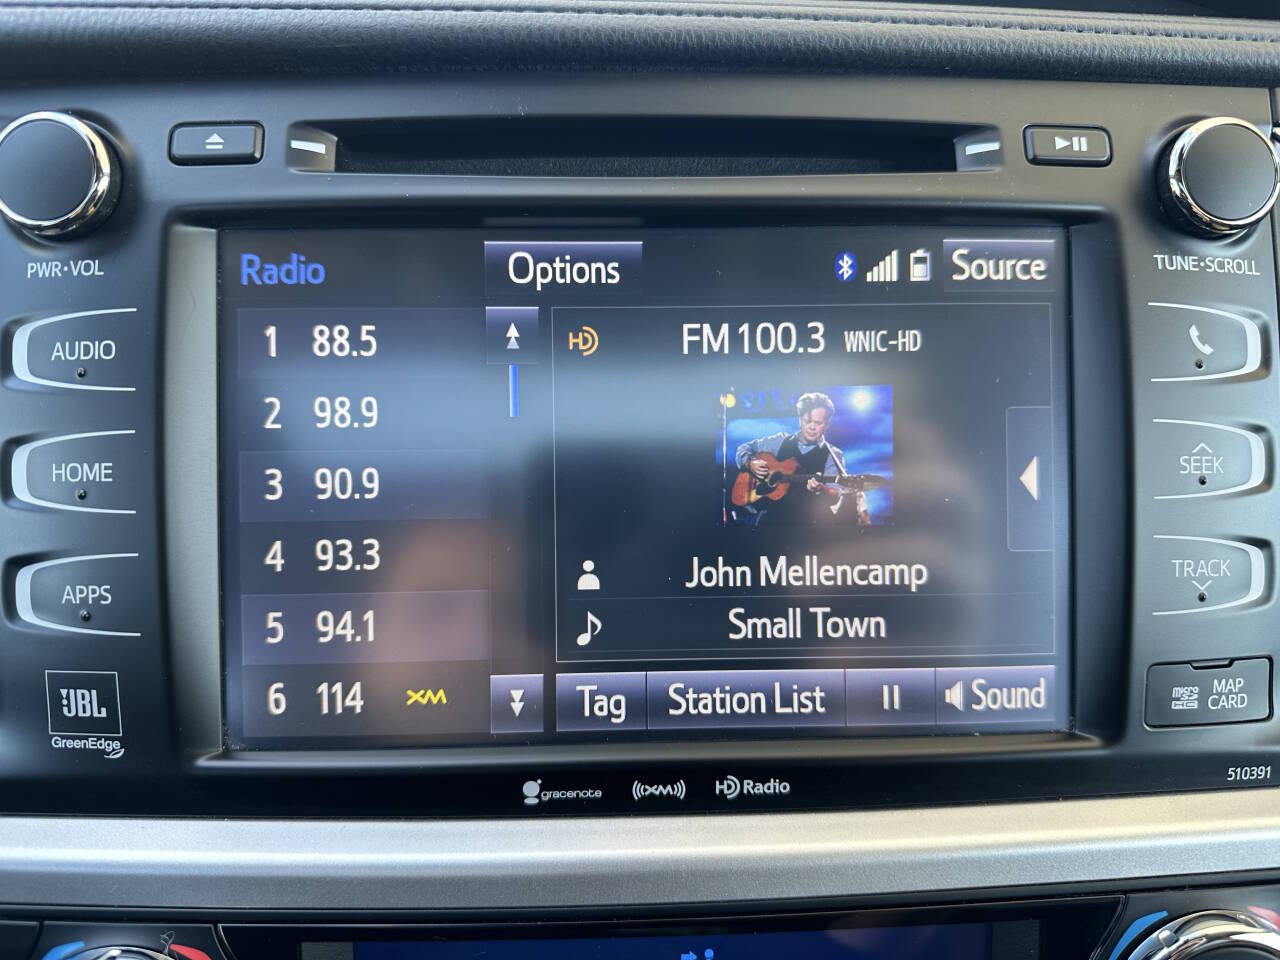 PWR•VOL
TUNE•SCROLL
AUDIO
HOME
APPS
JBL
GreenEdge
Radio
Options
Source
1 88.5
2 98.9
3 90.9
4 93.3
5 94.1
6 114 XM
HD
FM 100.3 WNIC-HD
John Mellencamp
Small Town
Tag
Station List
Sound
SEEK
TRACK
micro SD HC
MAP
CARD
510391
gracenote
((XM))
HD Radio